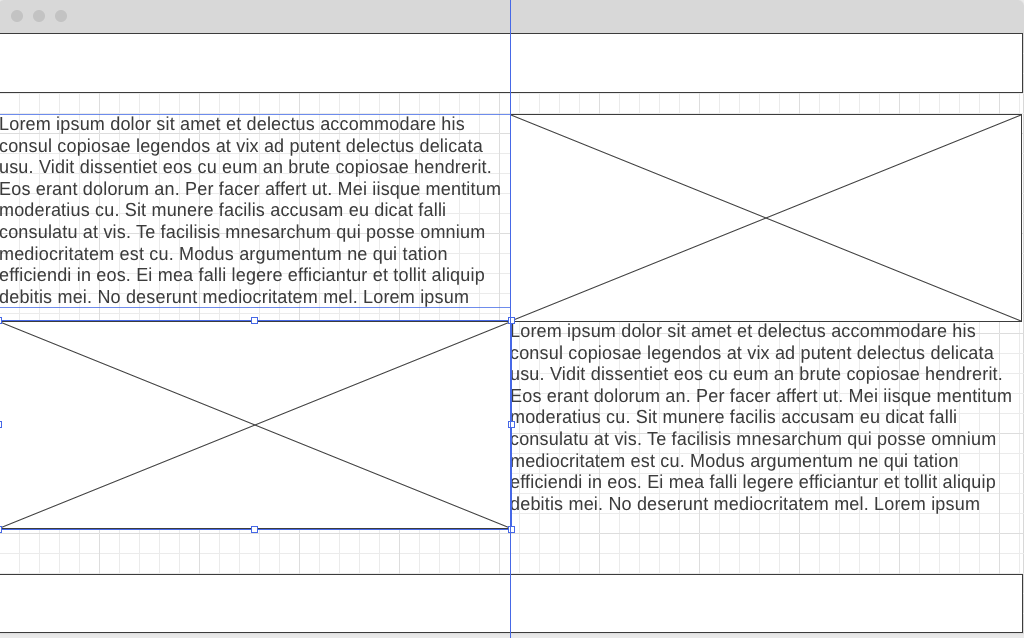 Lorem ipsum dolor sit amet et delectus accommodare his
consul copiosae legendos at vix ad putent delectus delicata
usu. Vidit dissentiet eos cu eum an brute copiosae hendrerit.
Eos erant dolorum an. Per facer affert ut. Mei iisque mentitum
moderatius cu. Sit munere facilis accusam eu dicat falli
consulatu at vis. Te facilisis mnesarchum qui posse omnium
mediocritatem est cu. Modus argumentum ne qui tation
efficiendi in eos. Ei mea falli legere efficiantur et tollit aliquip
debitis mei. No deserunt mediocritatem mel. Lorem ipsum
Lorem ipsum dolor sit amet et delectus accommodare his
consul copiosae legendos at vix ad putent delectus delicata
usu. Vidit dissentiet eos cu eum an brute copiosae hendrerit.
Eos erant dolorum an. Per facer affert ut. Mei iisque mentitum
moderatius cu. Sit munere facilis accusam eu dicat falli
consulatu at vis. Te facilisis mnesarchum qui posse omnium
mediocritatem est cu. Modus argumentum ne qui tation
efficiendi in eos. Ei mea falli legere efficiantur et tollit aliquip
debitis mei. No deserunt mediocritatem mel. Lorem ipsum